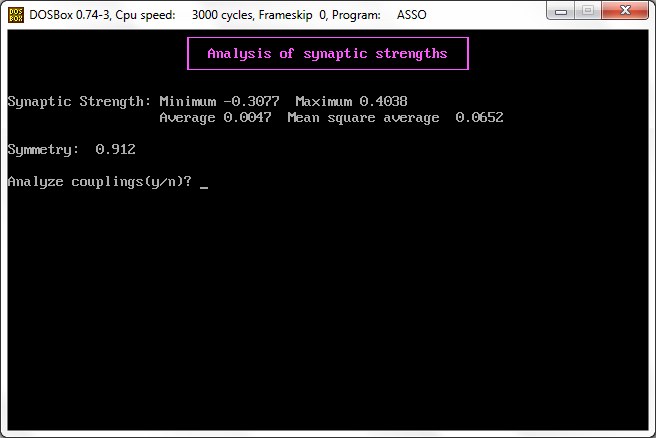 DOSBox 0.74-3, Cpu speed: 3000 cycles, Frameskip 0, Program: ASSO
Analysis of synaptic strengths
Synaptic Strength: Minimum -0.3077 Maximum 0.4038
Average 0.0047 Mean square average 0.0652
Symmetry: 0.912
Analyze couplings(y/n)? _